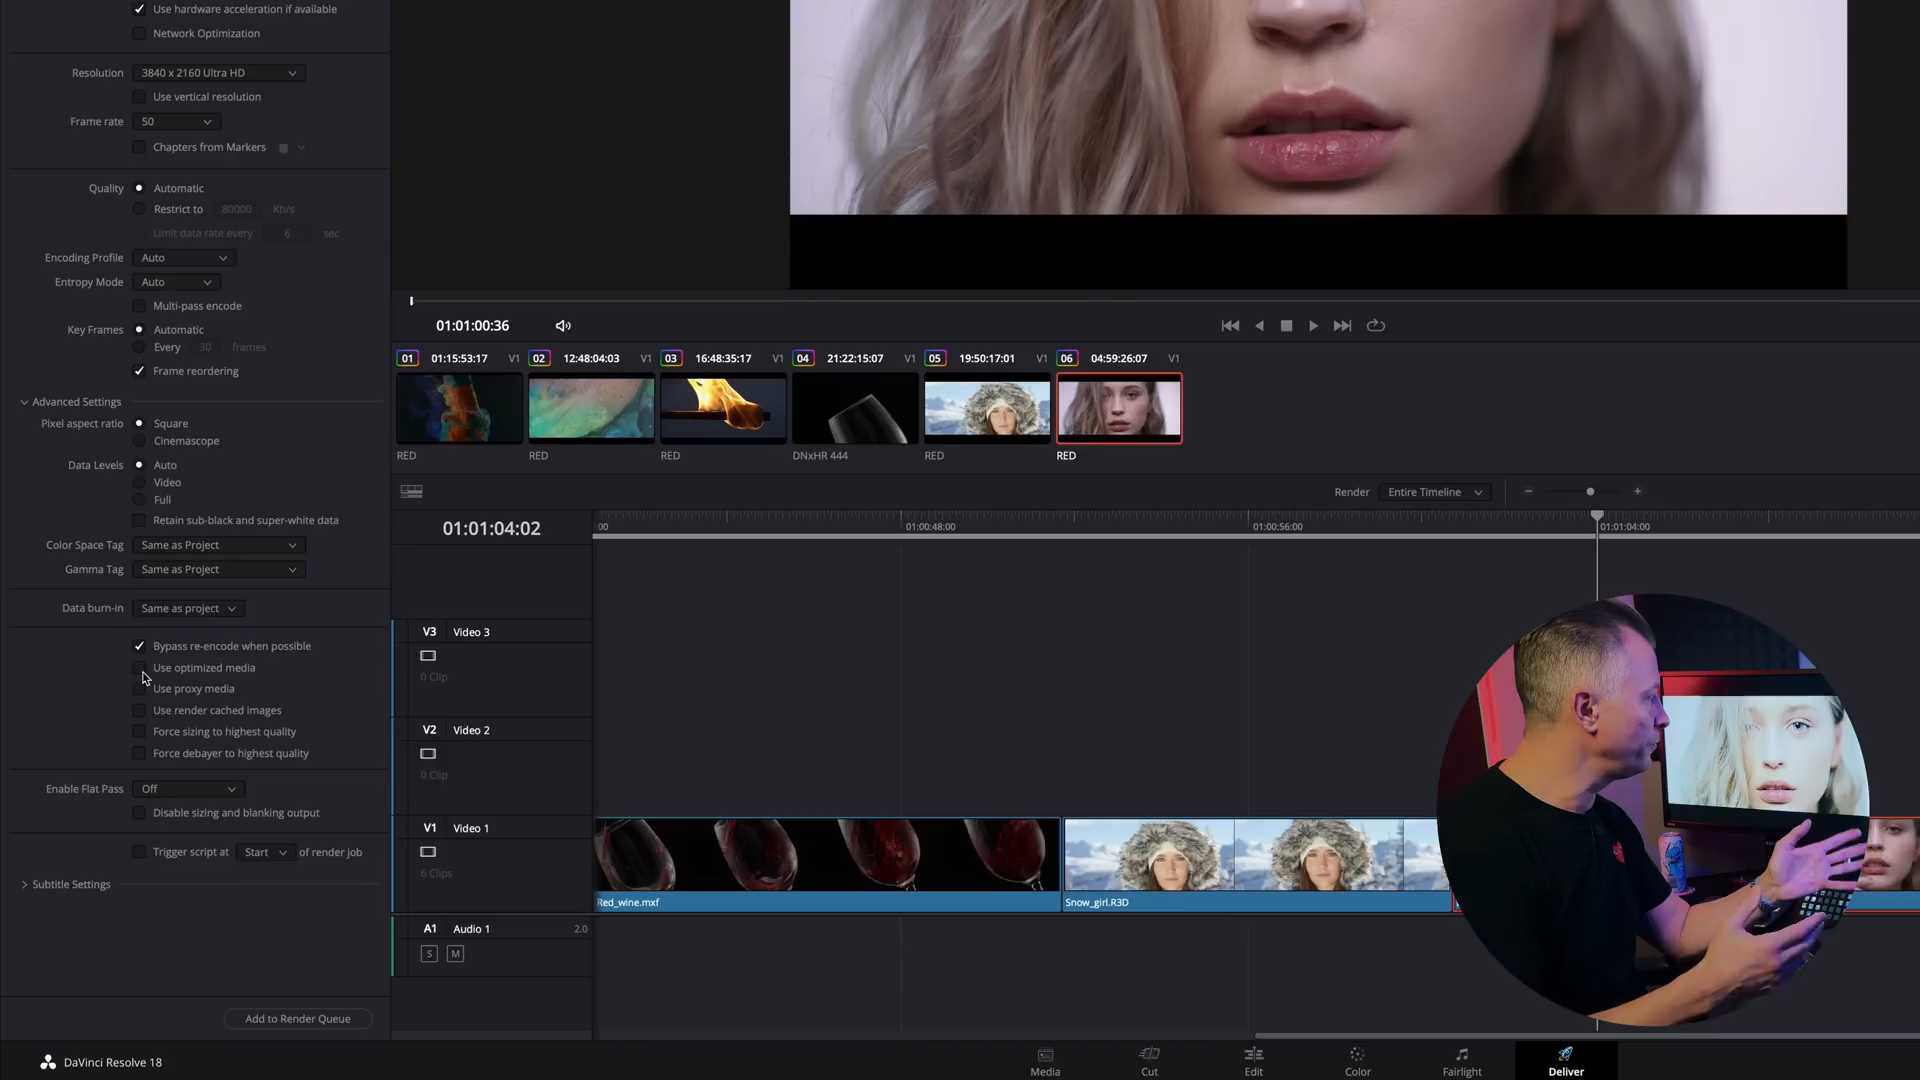 Use hardware acceleration if available
Network Optimization
Resolution 3840 x 2160 Ultra HD
Use vertical resolution
Frame rate 50
Chapters from Markers
Quality Automatic
Restrict to 80000 Kb/s
Limit data rate every 6 sec
Encoding Profile Auto
Entropy Mode Auto
Multi-pass encode
Key Frames Automatic
Every 30 frames
Frame reordering
Advanced Settings
Pixel aspect ratio Square
Cinemascope
Data Levels Auto
Video
Full
Retain sub-black and super-white data
Color Space Tag Same as Project
Gamma Tag Same as Project
Data burn-in Same as project
Bypass re-encode when possible
Use optimized media
Use proxy media
Use render cached images
Force sizing to highest quality
Force debayer to highest quality
Enable Flat Pass Off
Disable sizing and blanking output
Trigger script at Start of render job
Subtitle Settings
Add to Render Queue
01:01:00:36
01 01:15:53:17 V1 02 12:48:04:03 V1 03 16:48:35:17 V1 04 21:22:15:07 V1 05 19:50:17:01 V1 06 04:59:26:07 V1
RED RED RED DNxHR 444 RED RED
Render Entire Timeline
01:01:04:02
:00 01:00:48:00 01:00:56:00 01:01:04:00
V3 Video 3
0 Clip
V2 Video 2
0 Clip
V1 Video 1
6 Clips
Red_wine.mxf Snow_girl.R3D
A1 Audio 1 2.0
S M
DaVinci Resolve 18
Media Cut Edit Color Fairlight Deliver